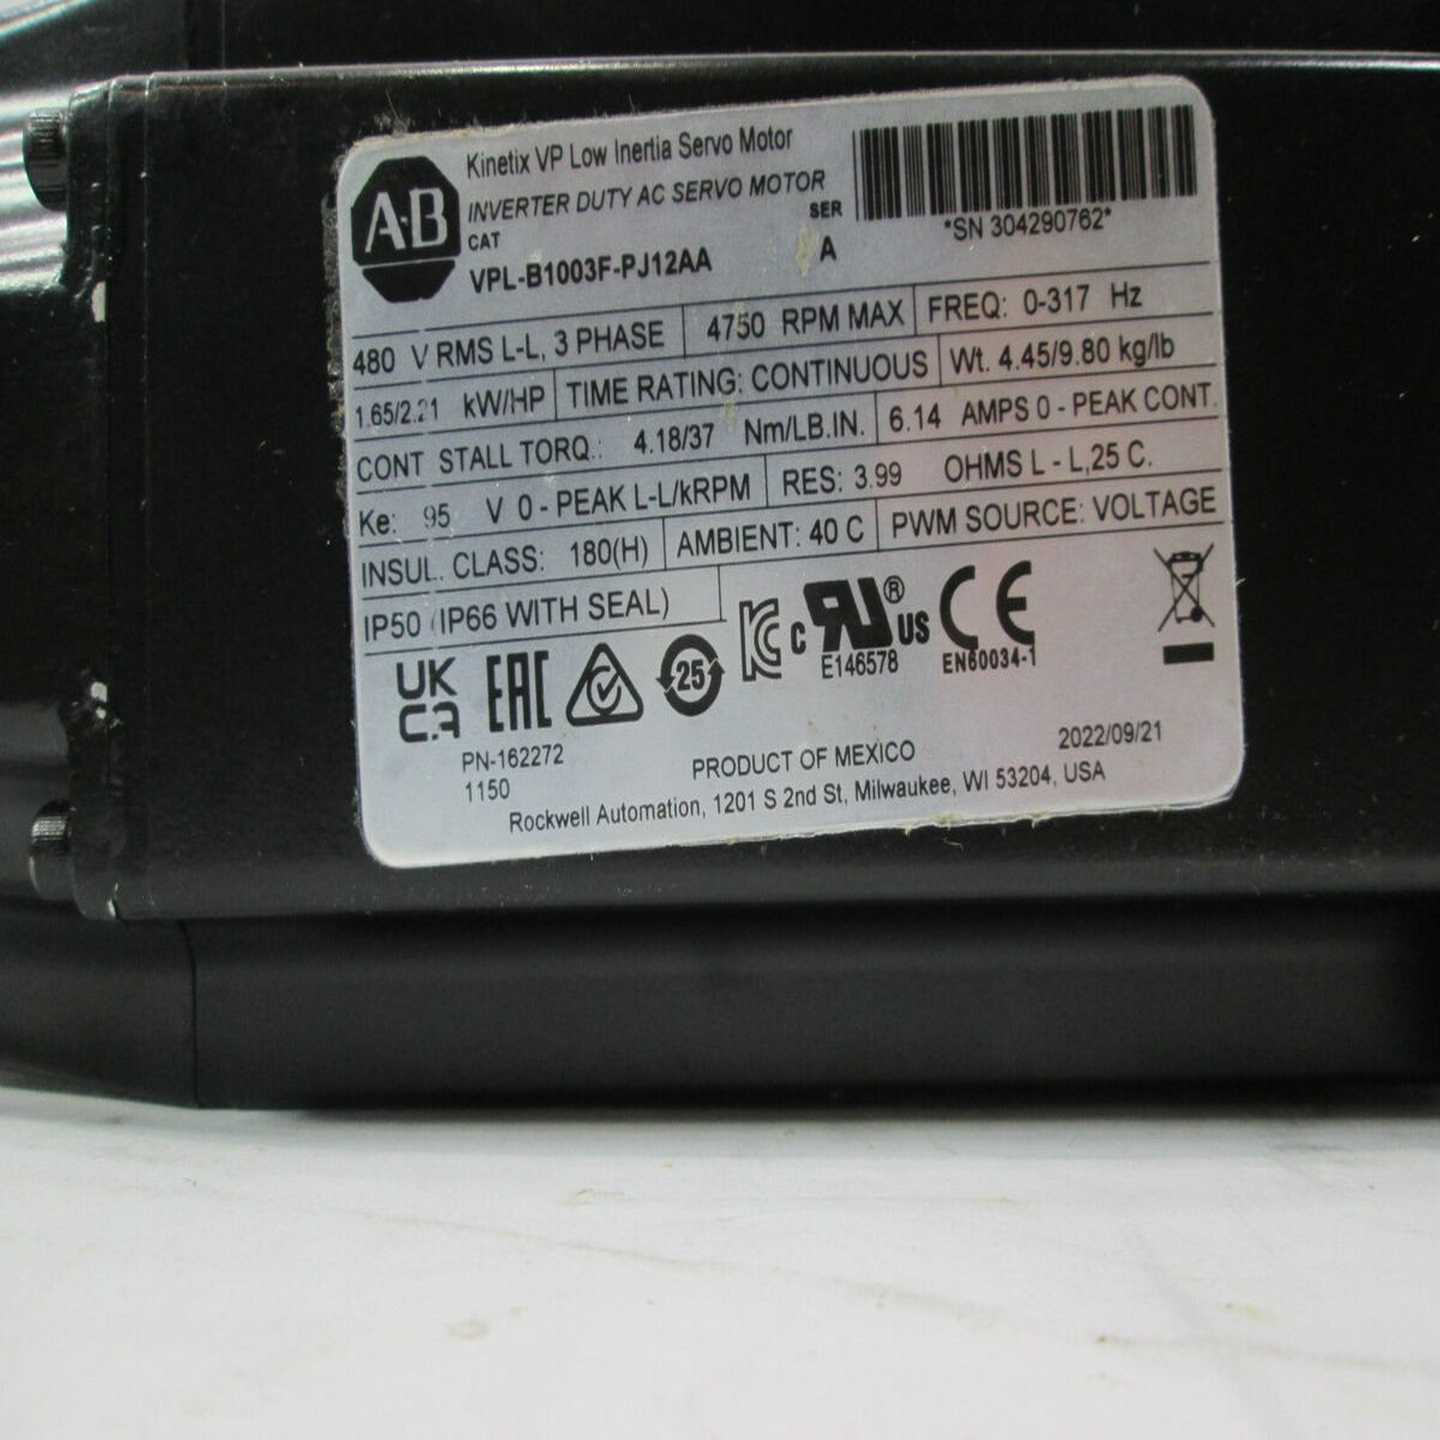 A-B
Kinetix VP Low Inertia Servo Motor
INVERTER DUTY AC SERVO MOTOR
CAT
SER
VPL-B1003F-PJ12AA
A
*SN 304290762*
480 V RMS L-L, 3 PHASE 4750 RPM MAX FREQ: 0-317 Hz
1.65/2.21 kW/HP TIME RATING: CONTINUOUS Wt. 4.45/9.80 kg/lb
CONT STALL TORQ.: 4.18/37 Nm/LB.IN. 6.14 AMPS 0 - PEAK CONT.
Ke: 95 V 0 - PEAK L-L/kRPM RES: 3.99 OHMS L - L,25 C.
INSUL. CLASS: 180(H) AMBIENT: 40 C PWM SOURCE: VOLTAGE
IP50 (IP66 WITH SEAL)
UK
CA
EAC
25
KC
c RU ® US
E146578
CE
EN60034-1
PN-162272
1150
PRODUCT OF MEXICO
2022/09/21
Rockwell Automation, 1201 S 2nd St, Milwaukee, WI 53204, USA